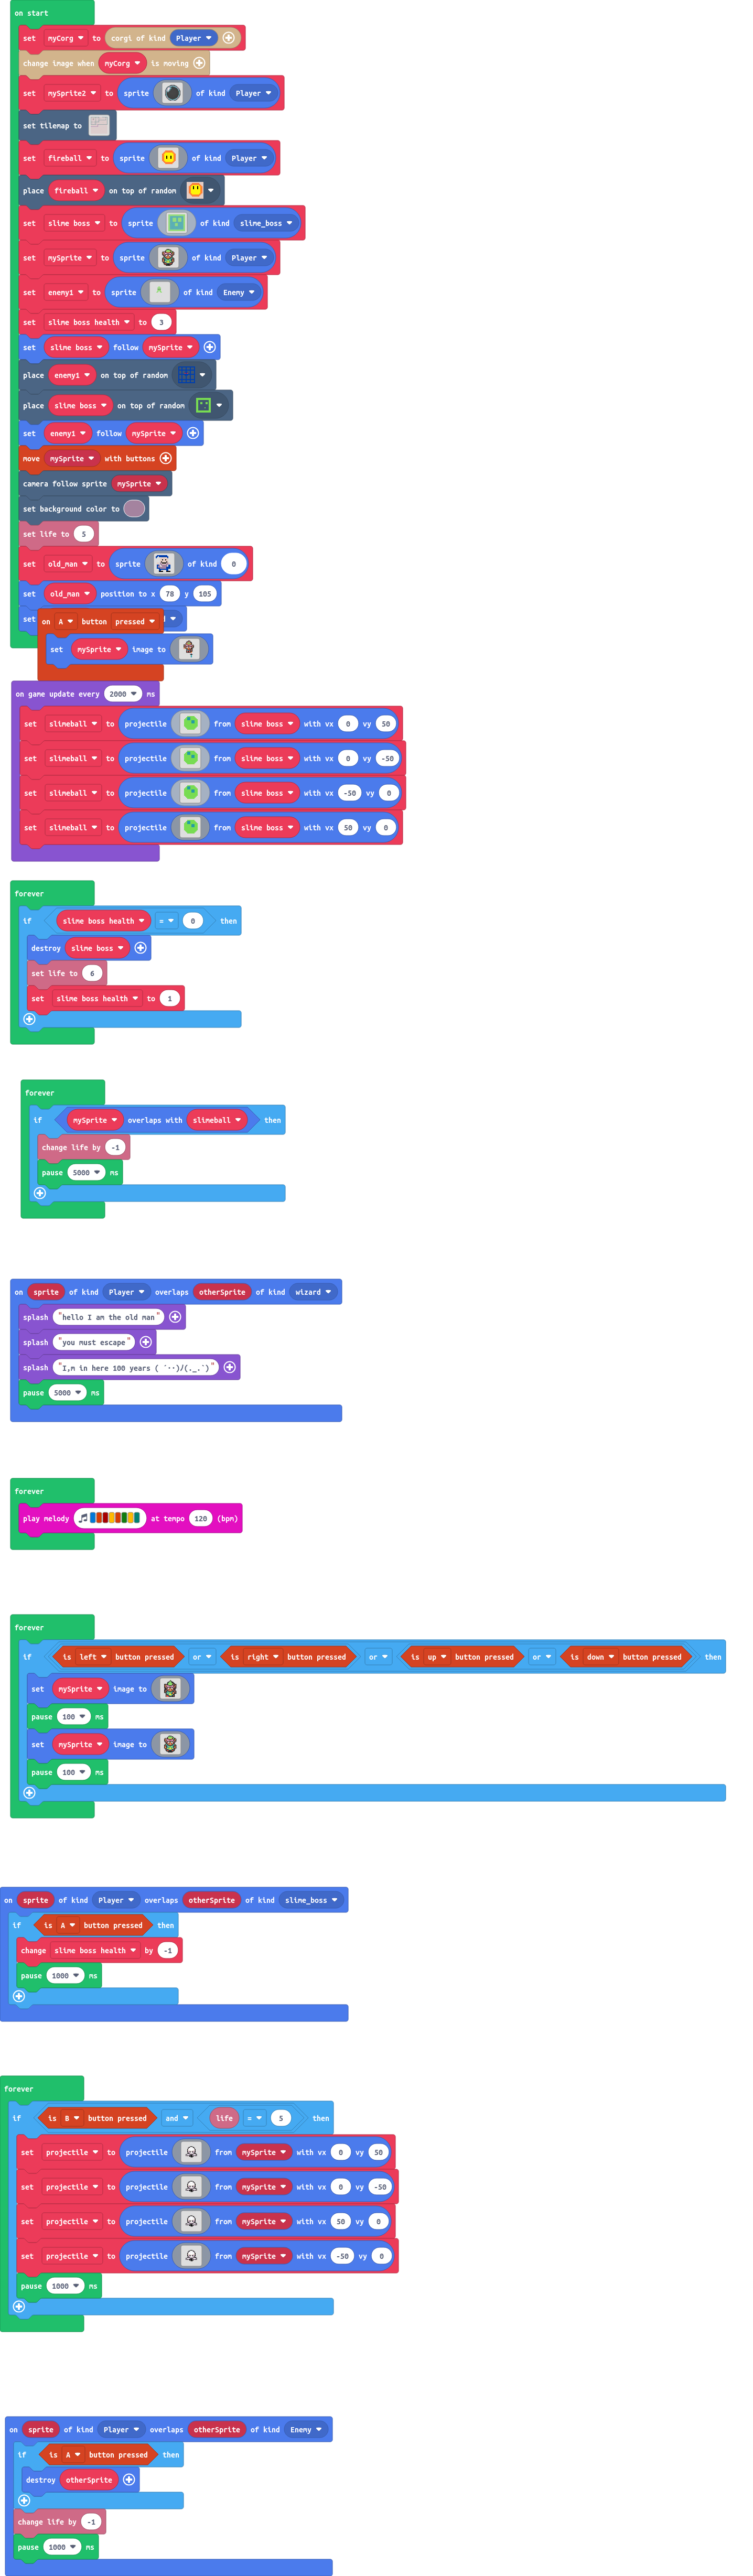 on start
set myCorg to corgi of kind Player
change image when myCorg is moving
set mySprite2 to sprite of kind Player
set tilemap to
set fireball to sprite of kind Player
place fireball on top of random
set slime boss to sprite of kind slime_boss
set mySprite to sprite of kind Player
set enemy1 to sprite of kind Enemy
set slime boss health to 3
set slime boss follow mySprite
place enemy1 on top of random
place slime boss on top of random
set enemy1 follow mySprite
move mySprite with buttons
camera follow sprite mySprite
set background color to
set life to 5
set old_man to sprite of kind 0
set old_man position to x 78 y 105
set
on A button pressed
set mySprite image to
on game update every 2000 ms
set slimeball to projectile from slime boss with vx 0 vy 50
set slimeball to projectile from slime boss with vx 0 vy -50
set slimeball to projectile from slime boss with vx -50 vy 0
set slimeball to projectile from slime boss with vx 50 vy 0
forever
if slime boss health = 0 then
destroy slime boss
set life to 6
set slime boss health to 1
forever
if mySprite overlaps with slimeball then
change life by -1
pause 5000 ms
on sprite of kind Player overlaps otherSprite of kind wizard
splash "hello I am the old man"
splash "you must escape"
splash "I,m in here 100 years ( ´･･)ﾉ(._.`)"
pause 5000 ms
forever
play melody at tempo 120 (bpm)
forever
if is left button pressed or is right button pressed or is up button pressed or is down button pressed then
set mySprite image to
pause 100 ms
set mySprite image to
pause 100 ms
on sprite of kind Player overlaps otherSprite of kind slime_boss
if is A button pressed then
change slime boss health by -1
pause 1000 ms
forever
if is B button pressed and life = 5 then
set projectile to projectile from mySprite with vx 0 vy 50
set projectile to projectile from mySprite with vx 0 vy -50
set projectile to projectile from mySprite with vx 50 vy 0
set projectile to projectile from mySprite with vx -50 vy 0
pause 1000 ms
on sprite of kind Player overlaps otherSprite of kind Enemy
if is A button pressed then
destroy otherSprite
change life by -1
pause 1000 ms